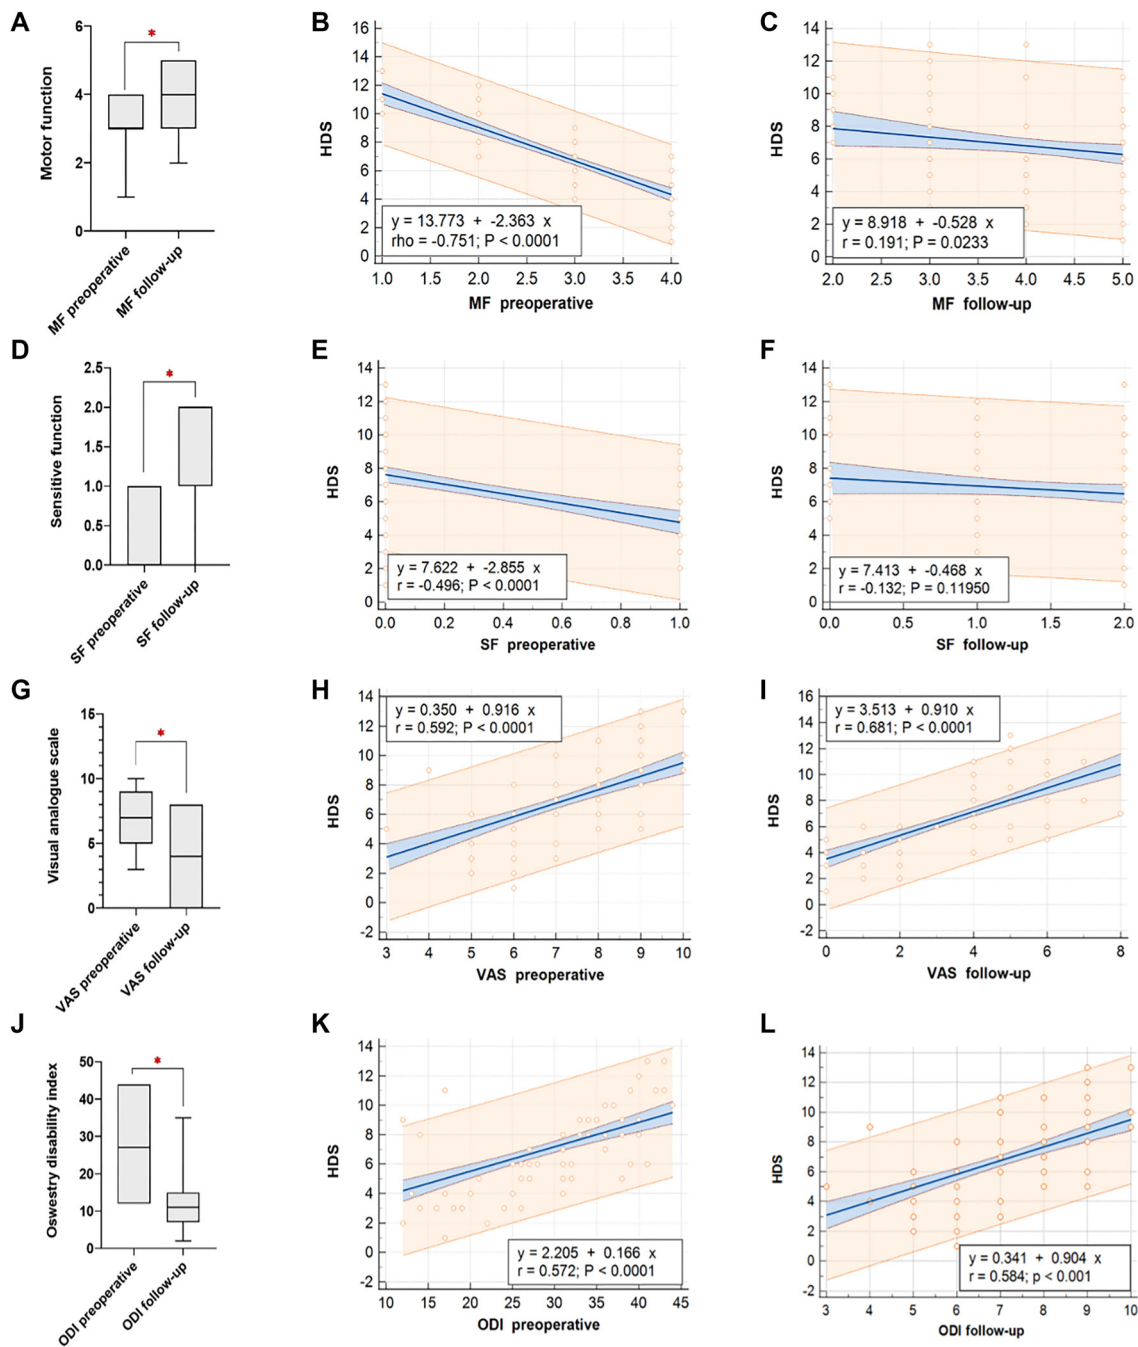 A
6
4
2
0
Motor function
*
MF preoperative
MF follow-up
B
16
14
12
10
8
6
4
2
0
HDS
y = 13.773 + -2.363 x
rho = -0.751; P < 0.0001
1.0 1.5 2.0 2.5 3.0 3.5 4.0
MF preoperative
C
14
12
10
8
6
4
2
0
HDS
y = 8.918 + -0.528 x
r = 0.191; P = 0.0233
2.0 2.5 3.0 3.5 4.0 4.5 5.0
MF follow-up
D
2.5
2.0
1.5
1.0
0.5
0.0
Sensitive function
*
SF preoperative
SF follow-up
E
14
12
10
8
6
4
2
0
HDS
y = 7.622 + -2.855 x
r = -0.496; P < 0.0001
0.0 0.2 0.4 0.6 0.8 1.0
SF preoperative
F
14
12
10
8
6
4
2
0
HDS
y = 7.413 + -0.468 x
r = -0.132; P = 0.11950
0.0 0.5 1.0 1.5 2.0
SF follow-up
G
15
10
5
0
Visual analogue scale
*
VAS preoperative
VAS follow-up
H
14
12
10
8
6
4
2
0
-2
HDS
y = 0.350 + 0.916 x
r = 0.592; P < 0.0001
3 4 5 6 7 8 9 10
VAS preoperative
I
16
14
12
10
8
6
4
2
0
-2
HDS
y = 3.513 + 0.910 x
r = 0.681; P < 0.0001
0 2 4 6 8
VAS follow-up
J
50
40
30
20
10
0
Oswestry disability index
*
ODI preoperative
ODI follow-up
K
14
12
10
8
6
4
2
0
-2
HDS
y = 2.205 + 0.166 x
r = 0.572; P < 0.0001
10 15 20 25 30 35 40 45
ODI preoperative
L
14
12
10
8
6
4
2
0
-2
HDS
y = 0.341 + 0.904 x
r = 0.584; p < 0.001
3 4 5 6 7 8 9 10
ODI follow-up